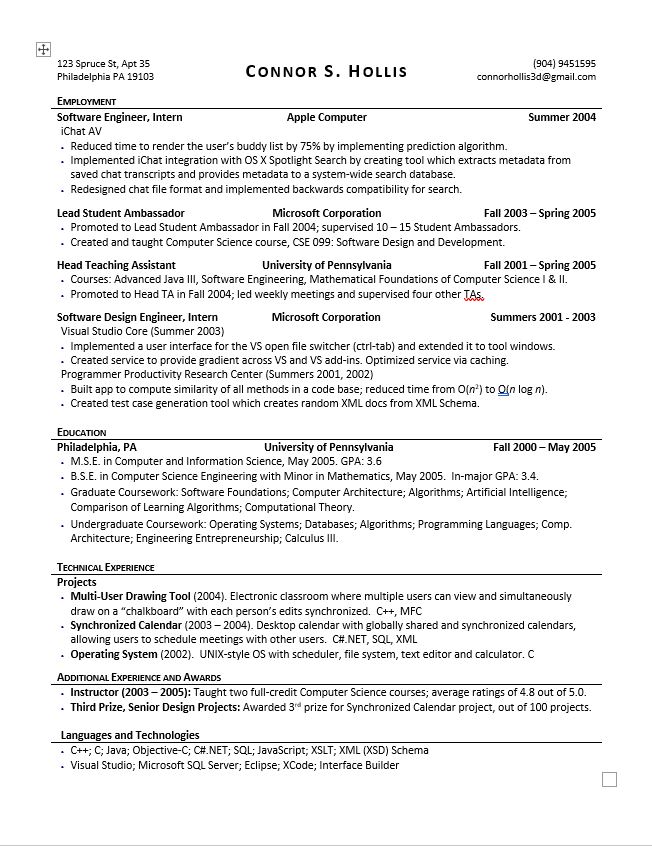 123 Spruce St, Apt 35
Philadelphia PA 19103
CONNOR S. HOLLIS
(904) 9451595
connorhollis3d@gmail.com
EMPLOYMENT
Software Engineer, Intern Apple Computer Summer 2004
iChat AV
• Reduced time to render the user’s buddy list by 75% by implementing prediction algorithm.
• Implemented iChat integration with OS X Spotlight Search by creating tool which extracts metadata from
saved chat transcripts and provides metadata to a system-wide search database.
• Redesigned chat file format and implemented backwards compatibility for search.
Lead Student Ambassador Microsoft Corporation Fall 2003 – Spring 2005
• Promoted to Lead Student Ambassador in Fall 2004; supervised 10 – 15 Student Ambassadors.
• Created and taught Computer Science course, CSE 099: Software Design and Development.
Head Teaching Assistant University of Pennsylvania Fall 2001 – Spring 2005
• Courses: Advanced Java III, Software Engineering, Mathematical Foundations of Computer Science I & II.
• Promoted to Head TA in Fall 2004; led weekly meetings and supervised four other TAs.
Software Design Engineer, Intern Microsoft Corporation Summers 2001 - 2003
Visual Studio Core (Summer 2003)
• Implemented a user interface for the VS open file switcher (ctrl-tab) and extended it to tool windows.
• Created service to provide gradient across VS and VS add-ins. Optimized service via caching.
Programmer Productivity Research Center (Summers 2001, 2002)
• Built app to compute similarity of all methods in a code base; reduced time from O(n²) to O(n log n).
• Created test case generation tool which creates random XML docs from XML Schema.
EDUCATION
Philadelphia, PA University of Pennsylvania Fall 2000 – May 2005
• M.S.E. in Computer and Information Science, May 2005. GPA: 3.6
• B.S.E. in Computer Science Engineering with Minor in Mathematics, May 2005. In-major GPA: 3.4.
• Graduate Coursework: Software Foundations; Computer Architecture; Algorithms; Artificial Intelligence;
Comparison of Learning Algorithms; Computational Theory.
• Undergraduate Coursework: Operating Systems; Databases; Algorithms; Programming Languages; Comp.
Architecture; Engineering Entrepreneurship; Calculus III.
TECHNICAL EXPERIENCE
Projects
• Multi-User Drawing Tool (2004). Electronic classroom where multiple users can view and simultaneously
draw on a “chalkboard” with each person’s edits synchronized. C++, MFC
• Synchronized Calendar (2003 – 2004). Desktop calendar with globally shared and synchronized calendars,
allowing users to schedule meetings with other users. C#.NET, SQL, XML
• Operating System (2002). UNIX-style OS with scheduler, file system, text editor and calculator. C
ADDITIONAL EXPERIENCE AND AWARDS
• Instructor (2003 – 2005): Taught two full-credit Computer Science courses; average ratings of 4.8 out of 5.0.
• Third Prize, Senior Design Projects: Awarded 3rd prize for Synchronized Calendar project, out of 100 projects.
Languages and Technologies
• C++; C; Java; Objective-C; C#.NET; SQL; JavaScript; XSLT; XML (XSD) Schema
• Visual Studio; Microsoft SQL Server; Eclipse; XCode; Interface Builder